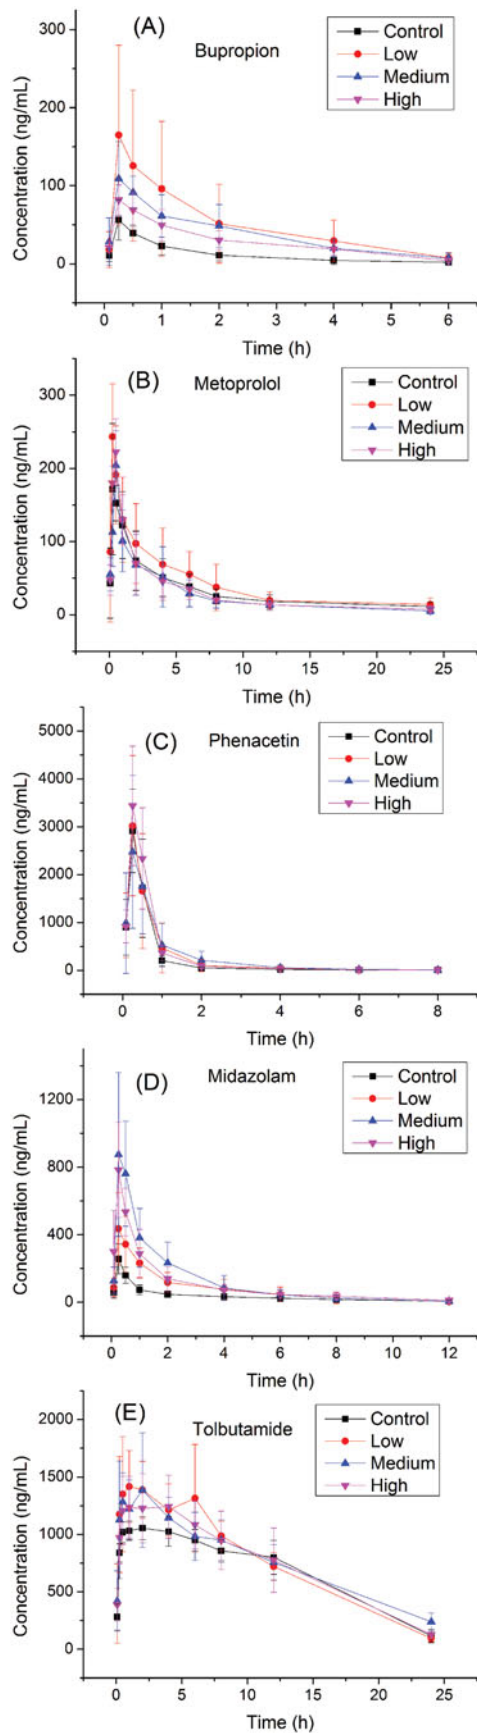 (A)
Bupropion
Control
Low
Medium
High
Concentration (ng/mL)
300
200
100
0
0 1 2 3 4 5 6
Time (h)
(B)
Metoprolol
Control
Low
Medium
High
Concentration (ng/mL)
300
200
100
0
0 5 10 15 20 25
Time (h)
(C)
Phenacetin
Control
Low
Medium
High
Concentration (ng/mL)
5000
4000
3000
2000
1000
0
0 2 4 6 8
Time (h)
(D)
Midazolam
Control
Low
Medium
High
Concentration (ng/mL)
1200
800
400
0
0 2 4 6 8 10 12
Time (h)
(E)
Tolbutamide
Control
Low
Medium
High
Concentration (ng/mL)
2000
1500
1000
500
0
0 5 10 15 20 25
Time (h)